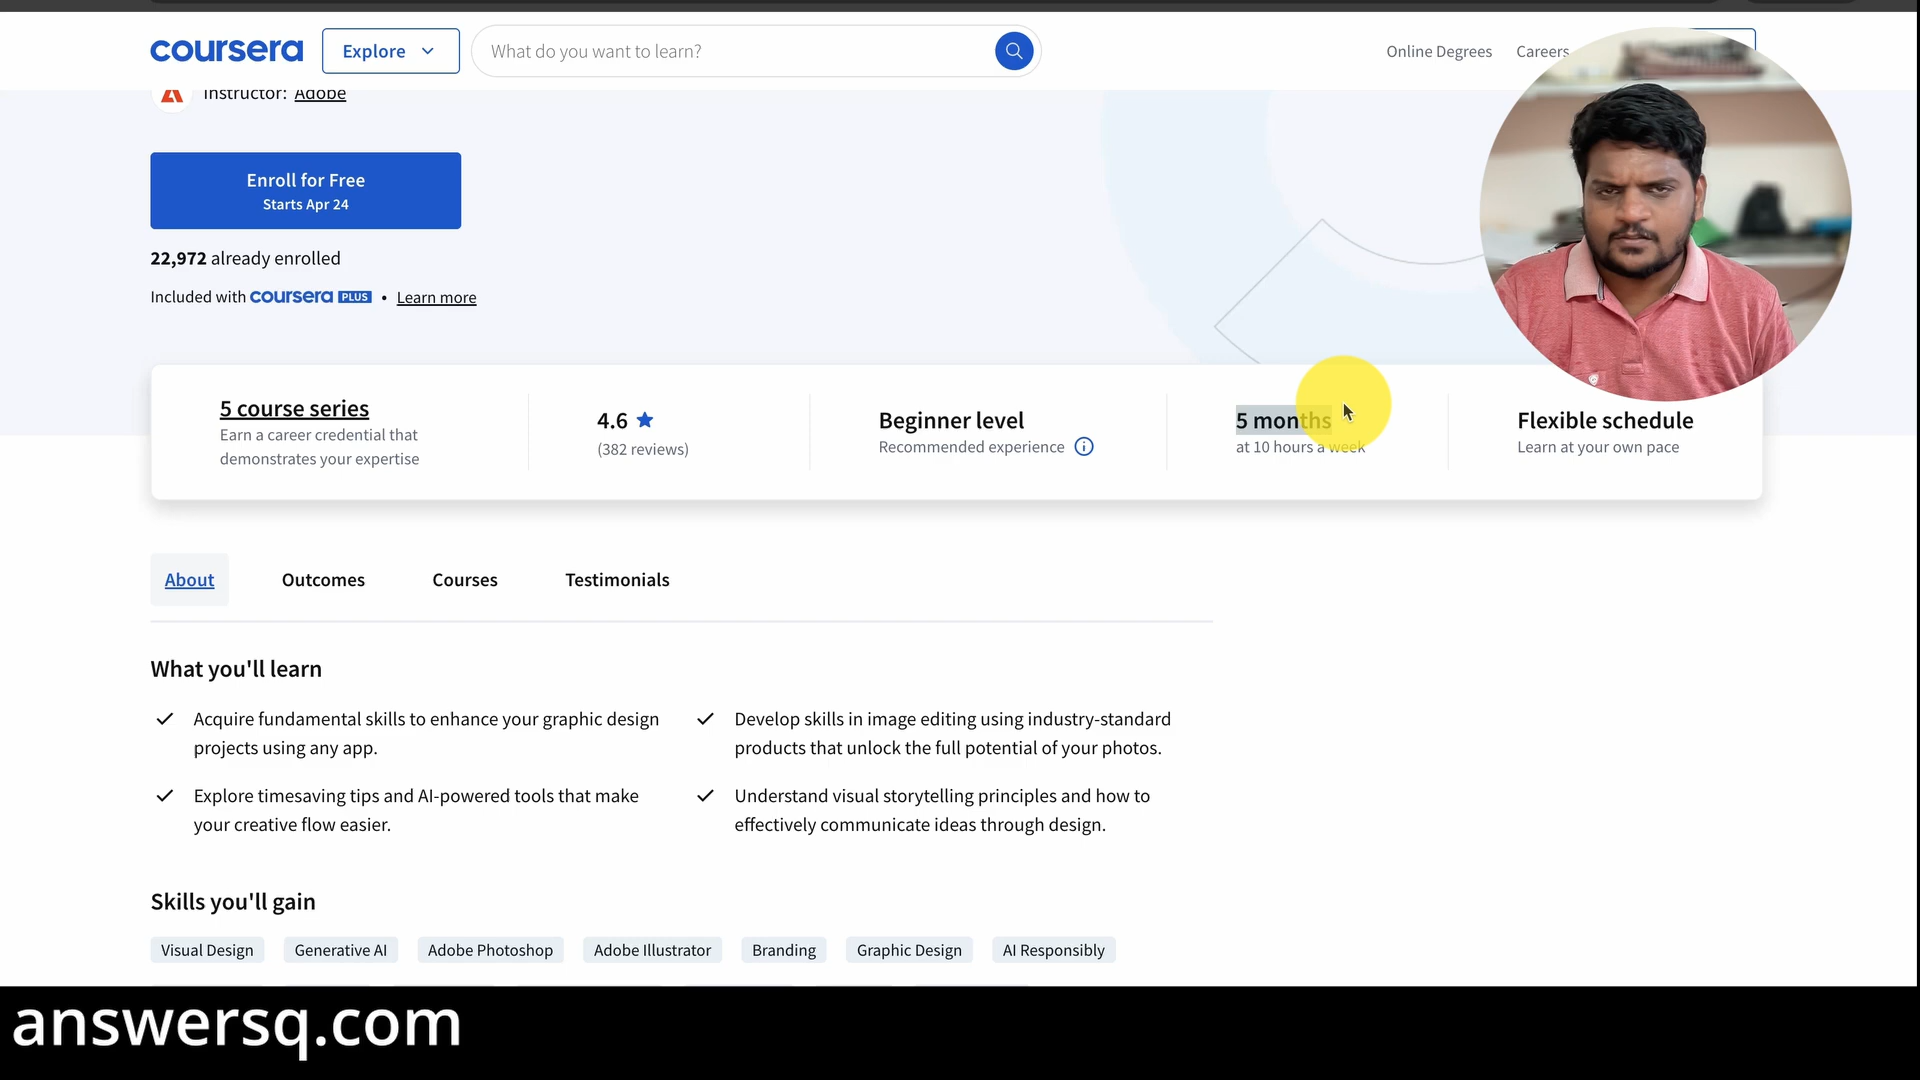 coursera
Explore
What do you want to learn?
Online Degrees
Careers
Instructor: Adobe
Enroll for Free
Starts Apr 24
22,972 already enrolled
Included with coursera PLUS • Learn more
5 course series
Earn a career credential that
demonstrates your expertise
4.6
(382 reviews)
Beginner level
Recommended experience
5 months
at 10 hours a week
Flexible schedule
Learn at your own pace
About
Outcomes
Courses
Testimonials
What you'll learn
Acquire fundamental skills to enhance your graphic design
projects using any app.
Develop skills in image editing using industry-standard
products that unlock the full potential of your photos.
Explore timesaving tips and AI-powered tools that make
your creative flow easier.
Understand visual storytelling principles and how to
effectively communicate ideas through design.
Skills you'll gain
Visual Design
Generative AI
Adobe Photoshop
Adobe Illustrator
Branding
Graphic Design
AI Responsibly
answersq.com